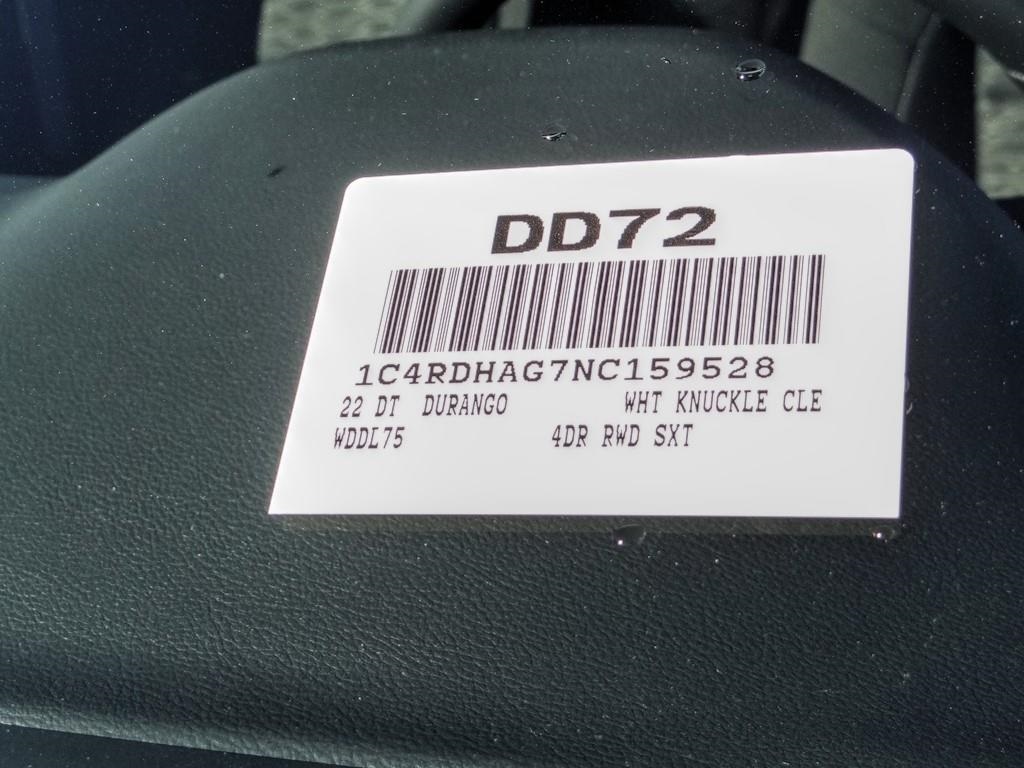 DD72
1C4RDHAG7NC159528
22 DT DURANGO WHT KNUCKLE CLE
WDDL75 4DR RWD SXT